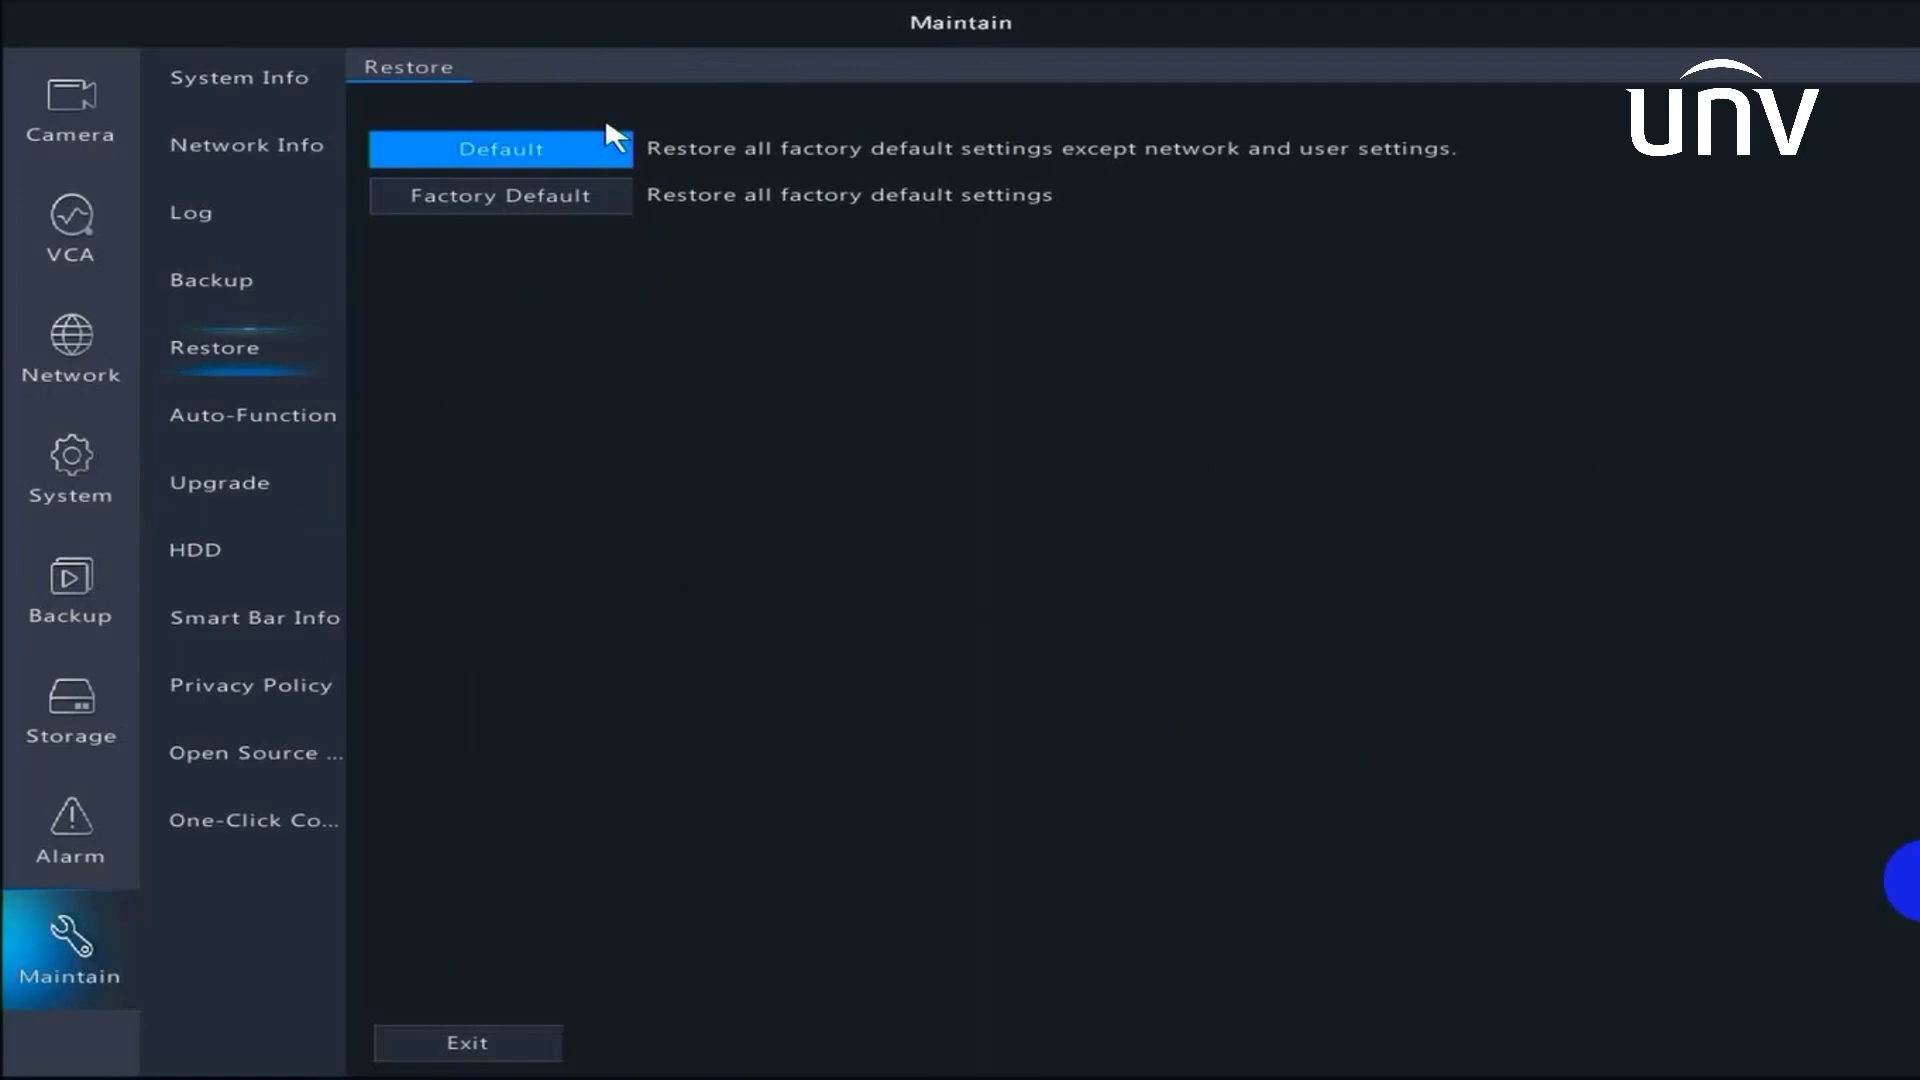 Maintain
Restore
unv
Camera
VCA
Network
System
Backup
Storage
Alarm
Maintain
System Info
Network Info
Log
Backup
Restore
Auto-Function
Upgrade
HDD
Smart Bar Info
Privacy Policy
Open Source ...
One-Click Co...
Default Restore all factory default settings except network and user settings.
Factory Default Restore all factory default settings
Exit